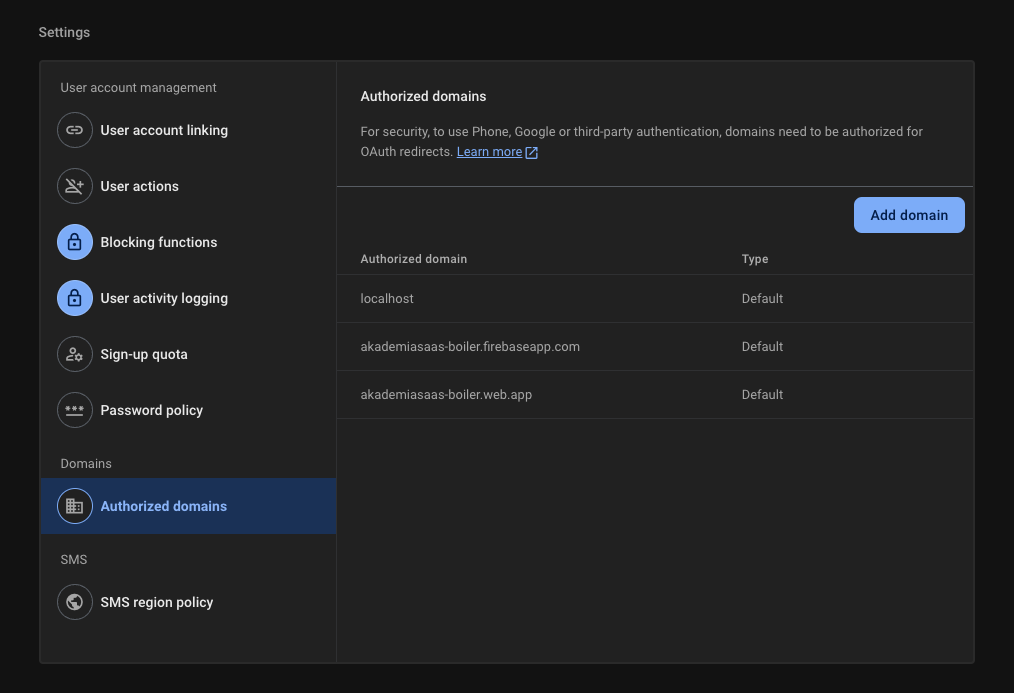 Settings
User account management
User account linking
User actions
Blocking functions
User activity logging
Sign-up quota
Password policy
Domains
Authorized domains
SMS
SMS region policy
Authorized domains
For security, to use Phone, Google or third-party authentication, domains need to be authorized for
OAuth redirects. Learn more
Add domain
Authorized domain Type
localhost Default
akademiasaas-boiler.firebaseapp.com Default
akademiasaas-boiler.web.app Default